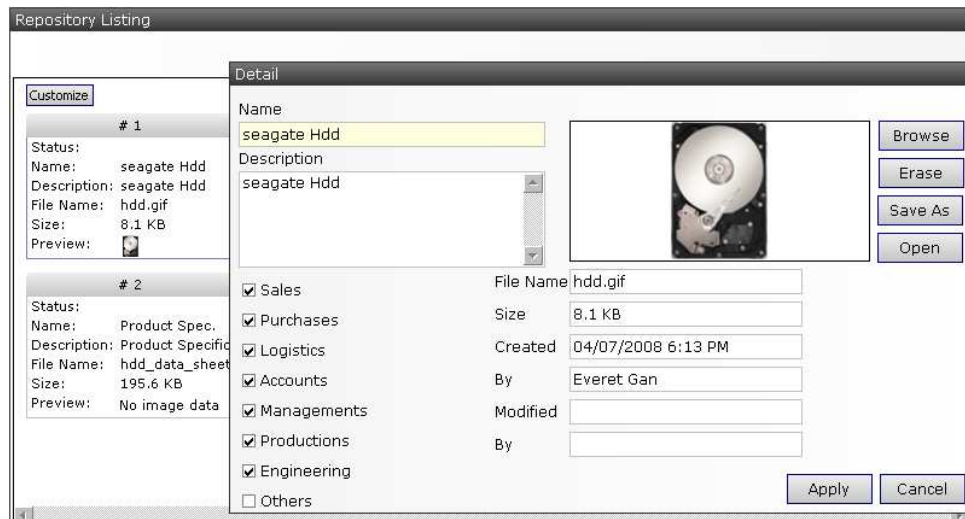 Repository Listing
Customize
# 1
Status:
Name: seagate Hdd
Description: seagate Hdd
File Name: hdd.gif
Size: 8.1 KB
Preview:
# 2
Status:
Name: Product Spec.
Description: Product Specific
File Name: hdd_data_sheet
Size: 195.6 KB
Preview: No image data
Detail
Name
seagate Hdd
Description
seagate Hdd
Browse
Erase
Save As
Open
Sales
Purchases
Logistics
Accounts
Managements
Productions
Engineering
Others
File Name hdd.gif
Size 8.1 KB
Created 04/07/2008 6:13 PM
By Everet Gan
Modified
By
Apply Cancel